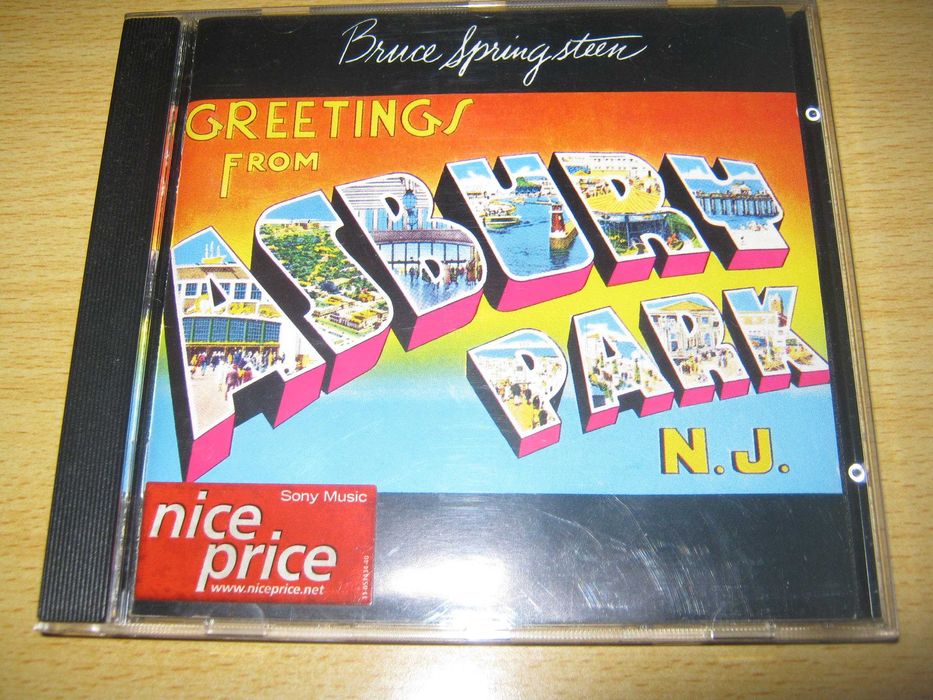 Bruce Springsteen
GREETINGS
FROM
ASBURY
PARK
N.J.
Sony Music
nice
price
www.niceprice.net